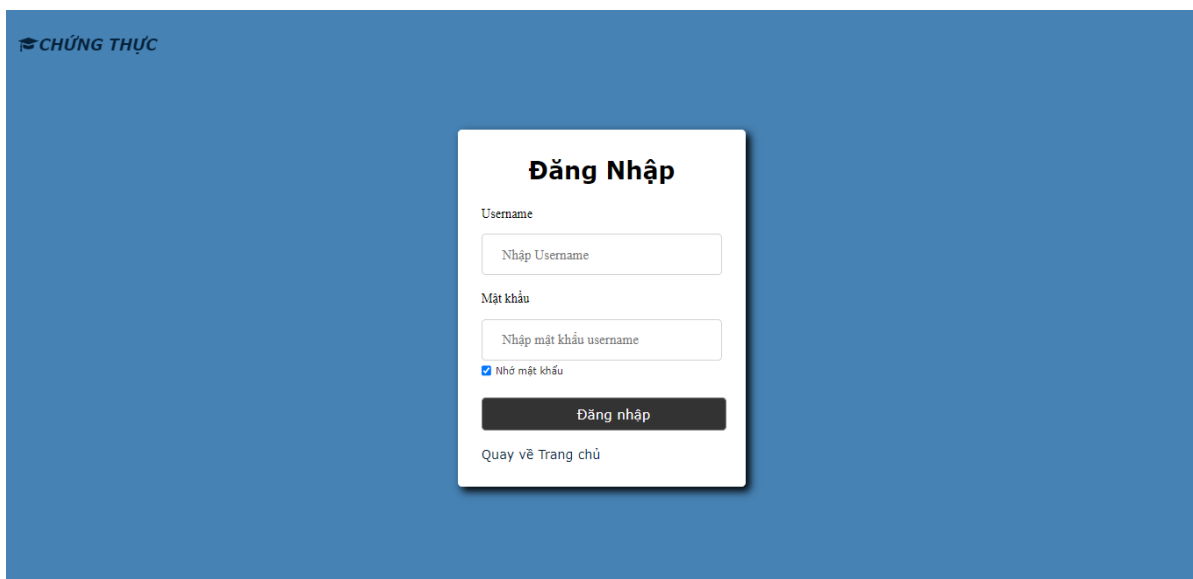 CHỨNG THỰC
Đăng Nhập
Username
Nhập Username
Mật khẩu
Nhập mật khẩu username
Nhớ mật khẩu
Đăng nhập
Quay về Trang chủ